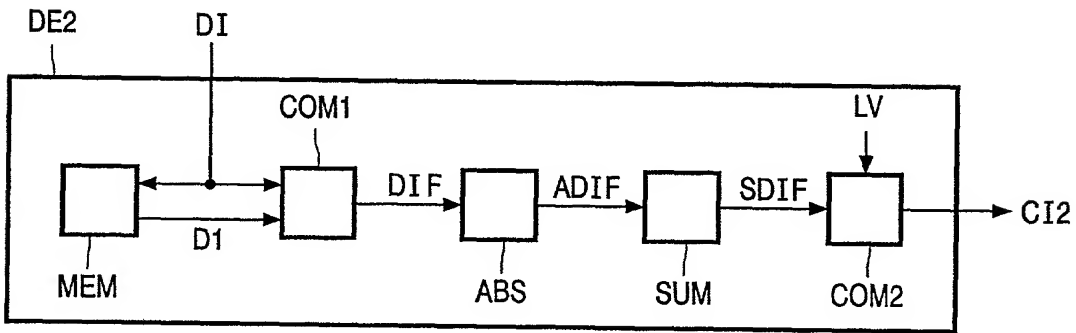 DE2
DI
COM1
LV
DIF
ADIF
SDIF
CI2
D1
MEM
ABS
SUM
COM2